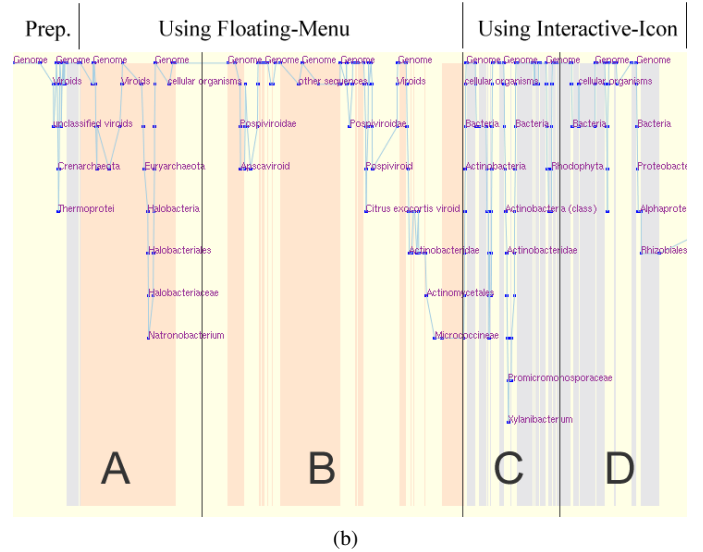 Prep. Using Floating-Menu Using Interactive-Icon
Genome Genome Genome Genome Genome Genome Genome Genome Genome Genome Genome Genome Genome
Viroids Viroids cellular organisms other sequences Viroids cellular organisms cellular organisms
unclassified viroids Pospiviroidae Pospiviroidae Bacteria Bacteria Bacteria Bacteria
Crenarchaeota Euryarchaeota Apscaviroid Pospiviroid Actinobacteria Rhodophyta Proteobacte
Thermoprotei Halobacteria Citrus exocortis viroid Actinobacteria (class) Alphaprote
Halobacteriales Actinobacteridae Actinobacteridae Rhizobiales
Halobacteriaceae Actinomycetales
Natronobacterium Micrococcineae
Promicromonosporaceae
Xylanibacterium
A B C D
(b)